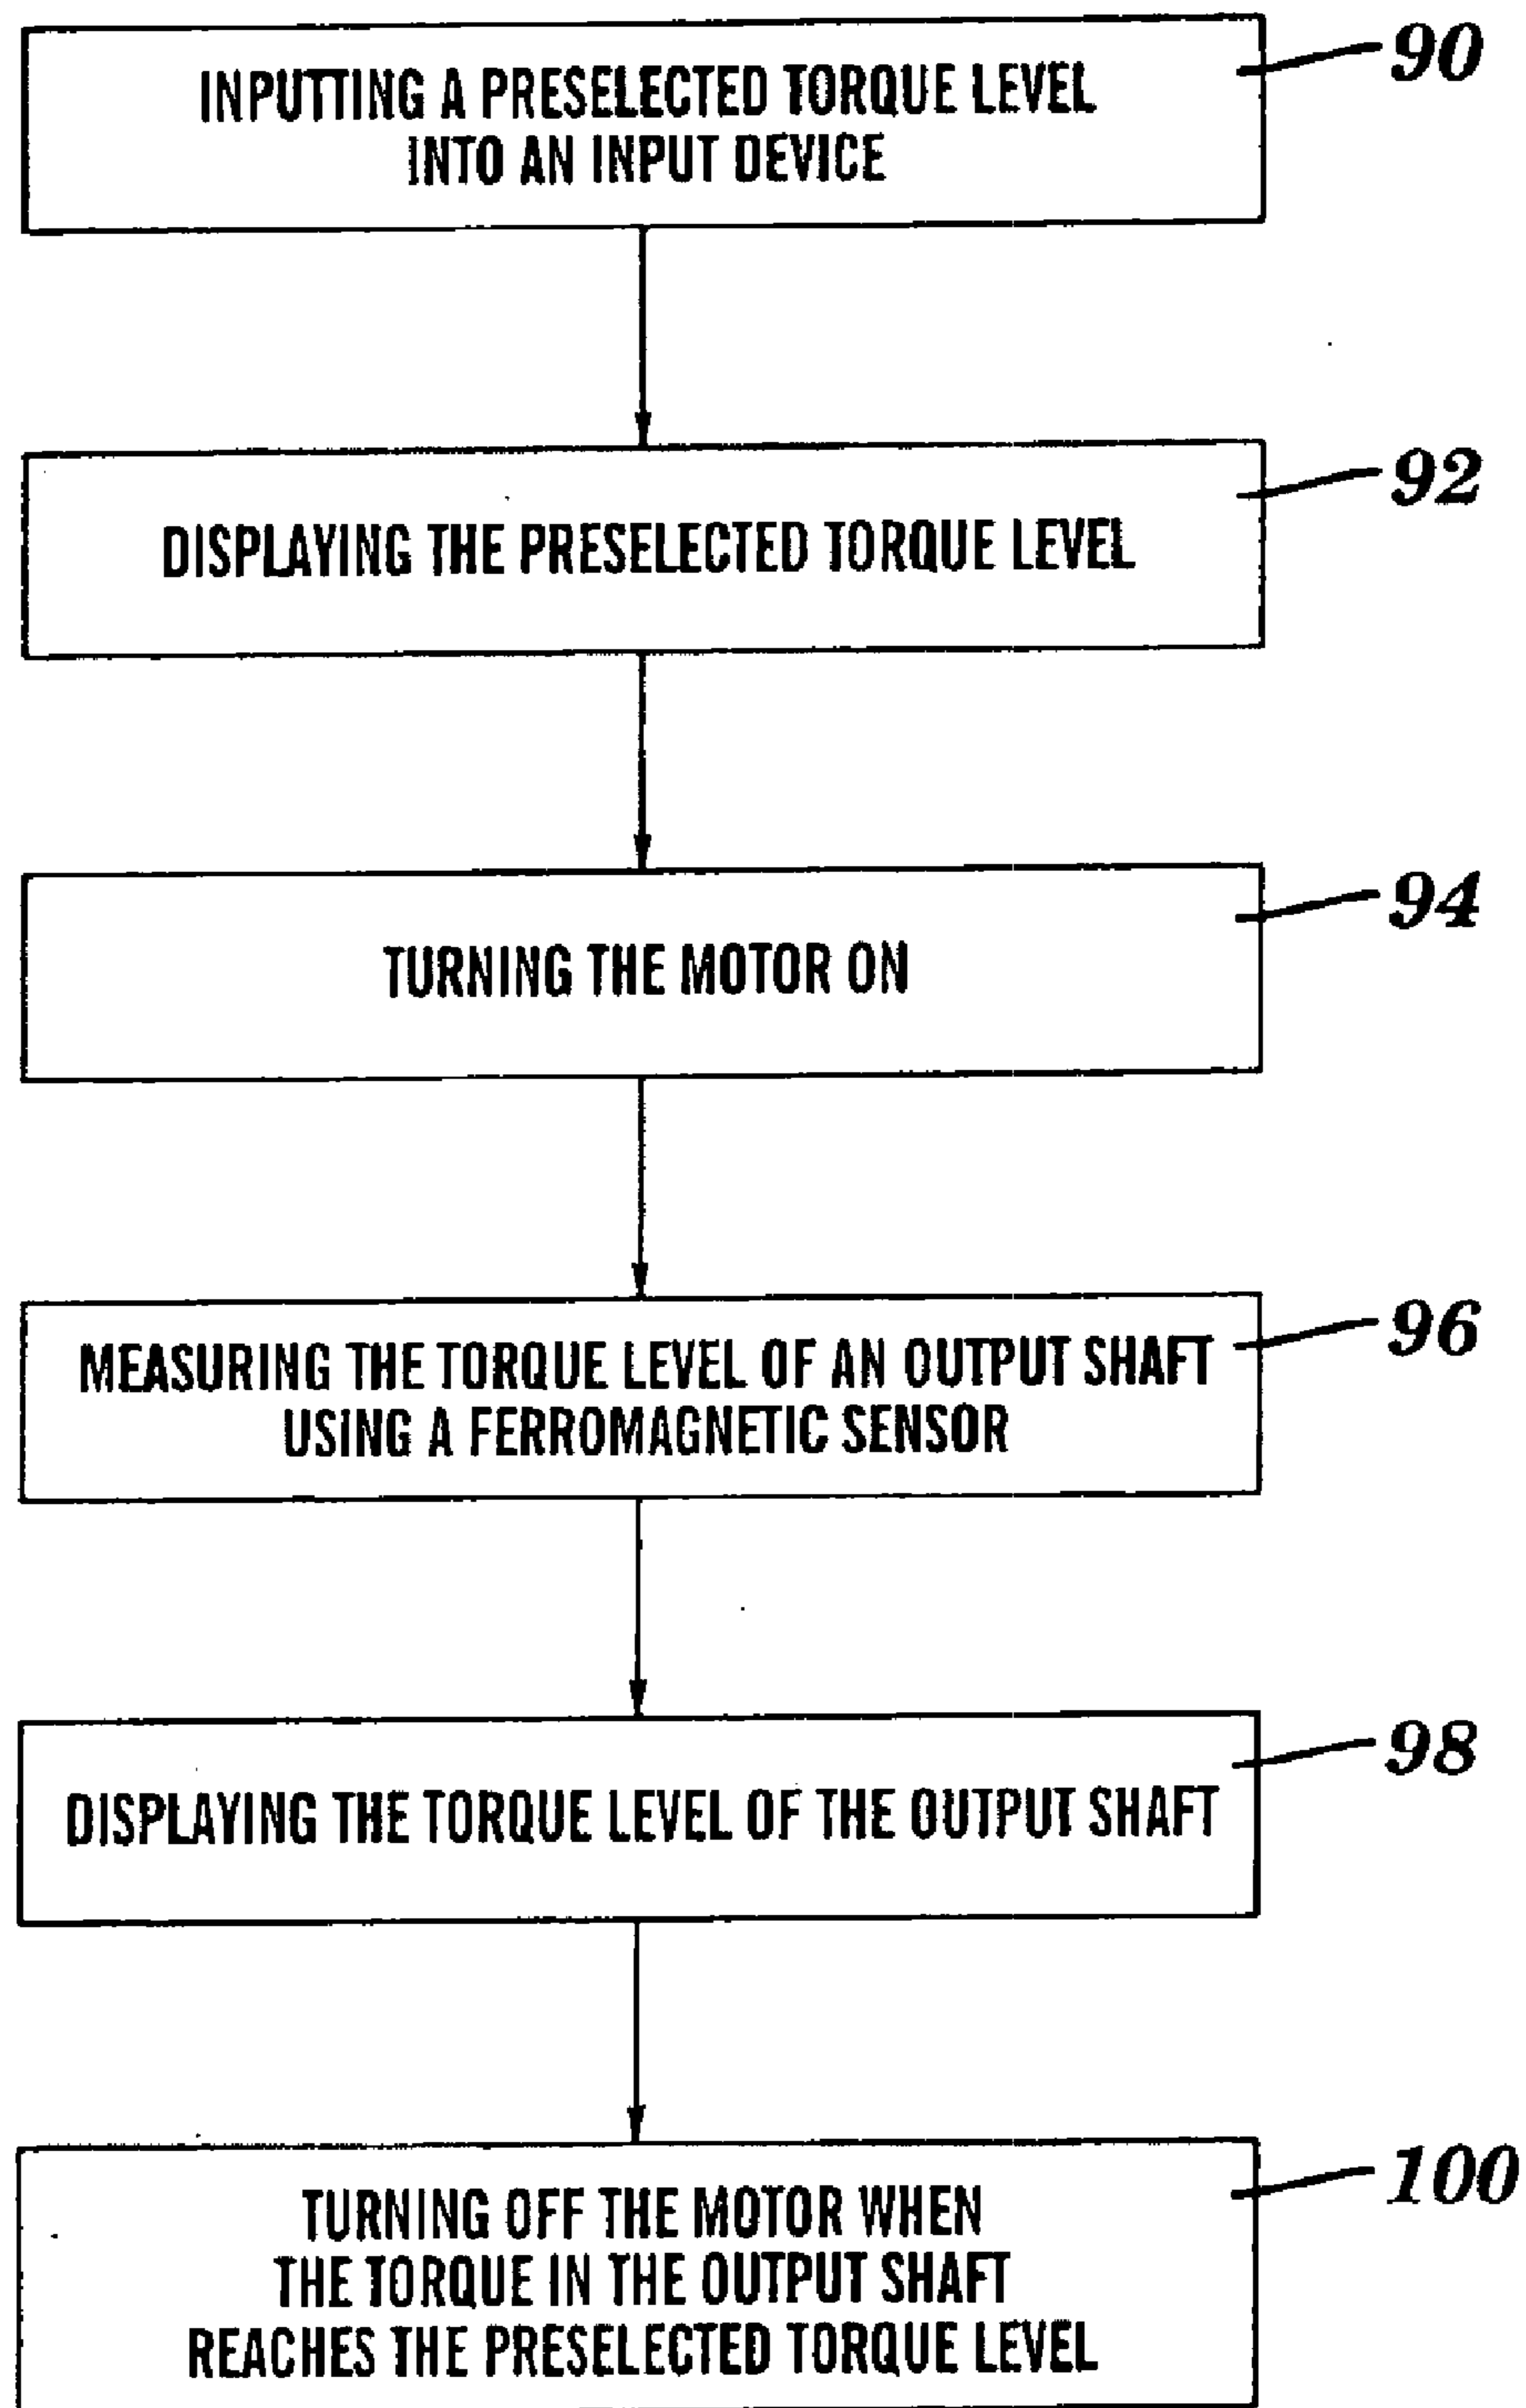 INPUTTING A PRESELECTED TORQUE LEVEL
INTO AN INPUT DEVICE
90
DISPLAYING THE PRESELECTED TORQUE LEVEL
92
TURNING THE MOTOR ON
94
MEASURING THE TORQUE LEVEL OF AN OUTPUT SHAFT
USING A FERROMAGNETIC SENSOR
96
DISPLAYING THE TORQUE LEVEL OF THE OUTPUT SHAFT
98
TURNING OFF THE MOTOR WHEN
THE TORQUE IN THE OUTPUT SHAFT
REACHES THE PRESELECTED TORQUE LEVEL
100